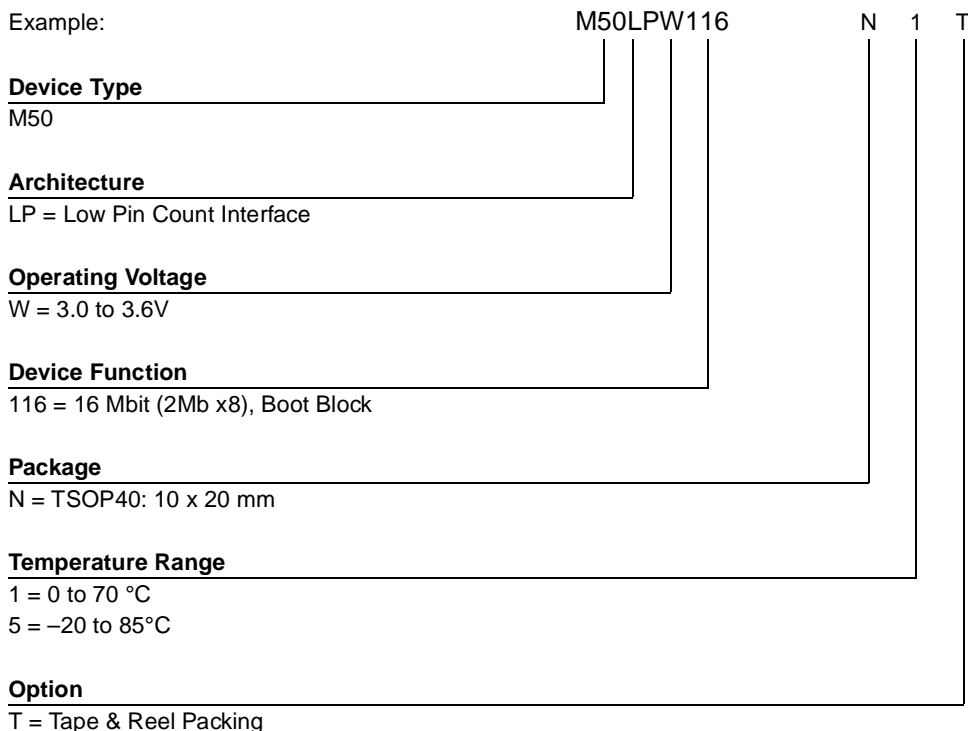 Example: M50LPW116 N 1 T
Device Type
M50
Architecture
LP = Low Pin Count Interface
Operating Voltage
W = 3.0 to 3.6V
Device Function
116 = 16 Mbit (2Mb x8), Boot Block
Package
N = TSOP40: 10 x 20 mm
Temperature Range
1 = 0 to 70 °C
5 = –20 to 85°C
Option
T = Tape & Reel Packing